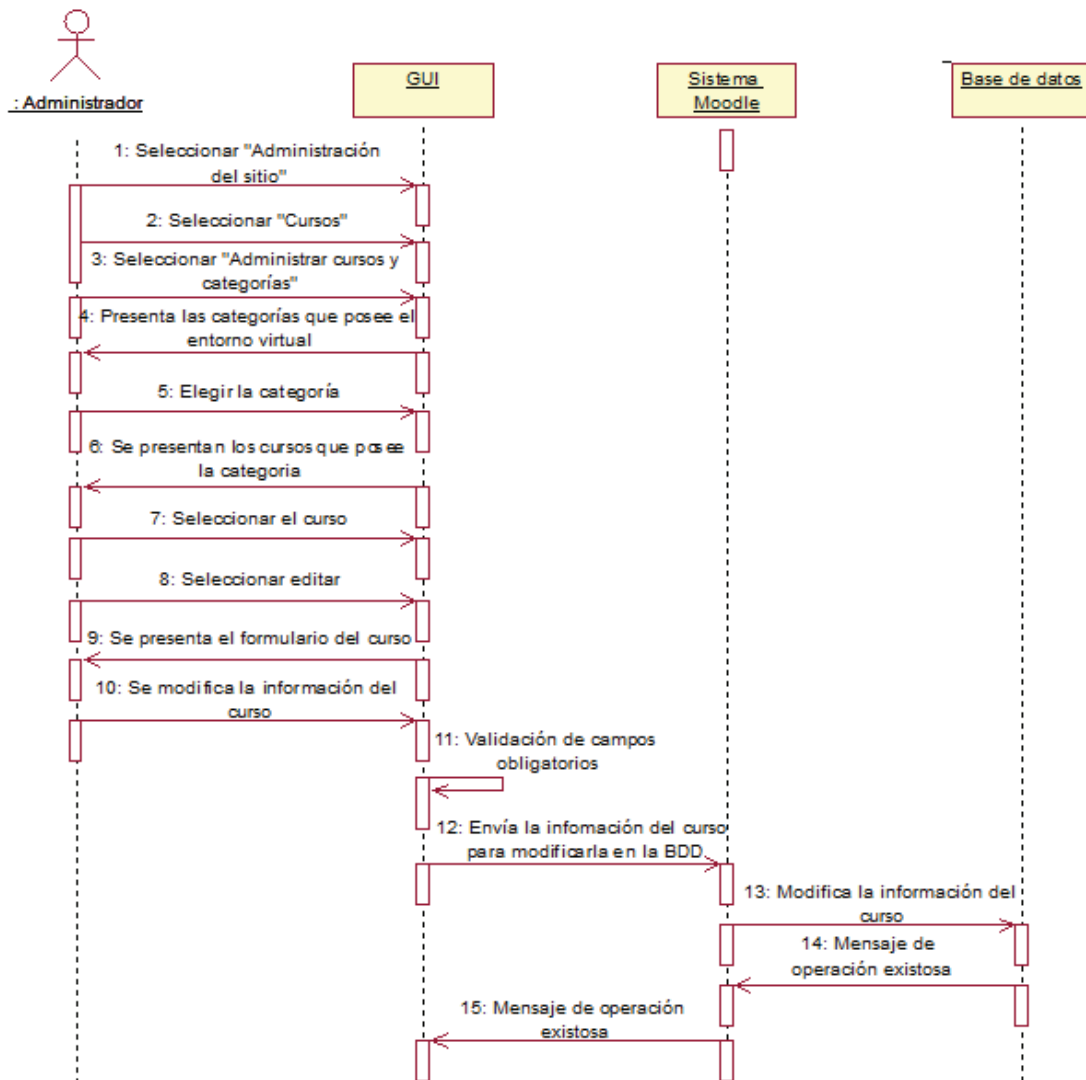 : Administrador
GUI
Sistema
Moodle
Base de datos
1: Seleccionar "Administración
del sitio"
2: Seleccionar "Cursos"
3: Seleccionar "Administrar cursos y
categorías"
4: Presenta las categorías que posee el
entorno virtual
5: Elegir la categoría
6: Se presentan los cursos que posee
la categoria
7: Seleccionar el curso
8: Seleccionar editar
9: Se presenta el formulario del curso
10: Se modifica la información del
curso
11: Validación de campos
obligatorios
12: Envía la infomación del curso
para modificarla en la BDD
13: Modifica la información del
curso
14: Mensaje de
operación existosa
15: Mensaje de operación
existosa